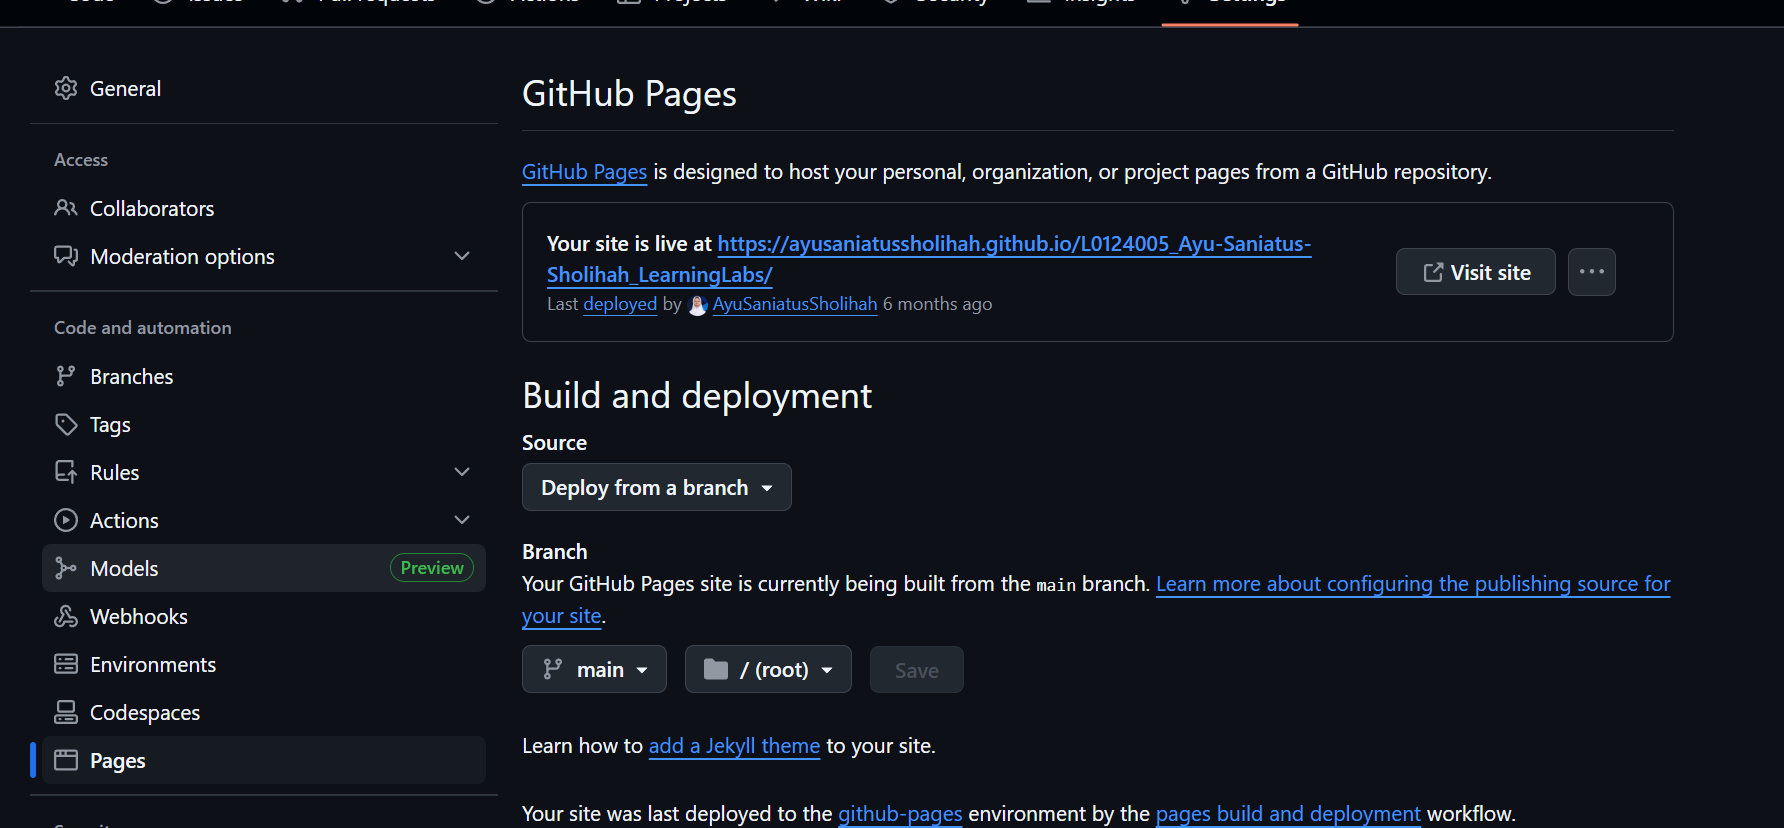 Settings
General
Access
Collaborators
Moderation options
Code and automation
Branches
Tags
Rules
Actions
Models
Preview
Webhooks
Environments
Codespaces
Pages
GitHub Pages
GitHub Pages is designed to host your personal, organization, or project pages from a GitHub repository.
Your site is live at https://ayusaniatussholihah.github.io/L0124005_Ayu-Saniatus-
Sholihah_LearningLabs/
Last deployed by AyuSaniatusSholihah 6 months ago
Visit site
Build and deployment
Source
Deploy from a branch
Branch
Your GitHub Pages site is currently being built from the main branch. Learn more about configuring the publishing source for
your site.
main
/ (root)
Save
Learn how to add a Jekyll theme to your site.
Your site was last deployed to the github-pages environment by the pages build and deployment workflow.